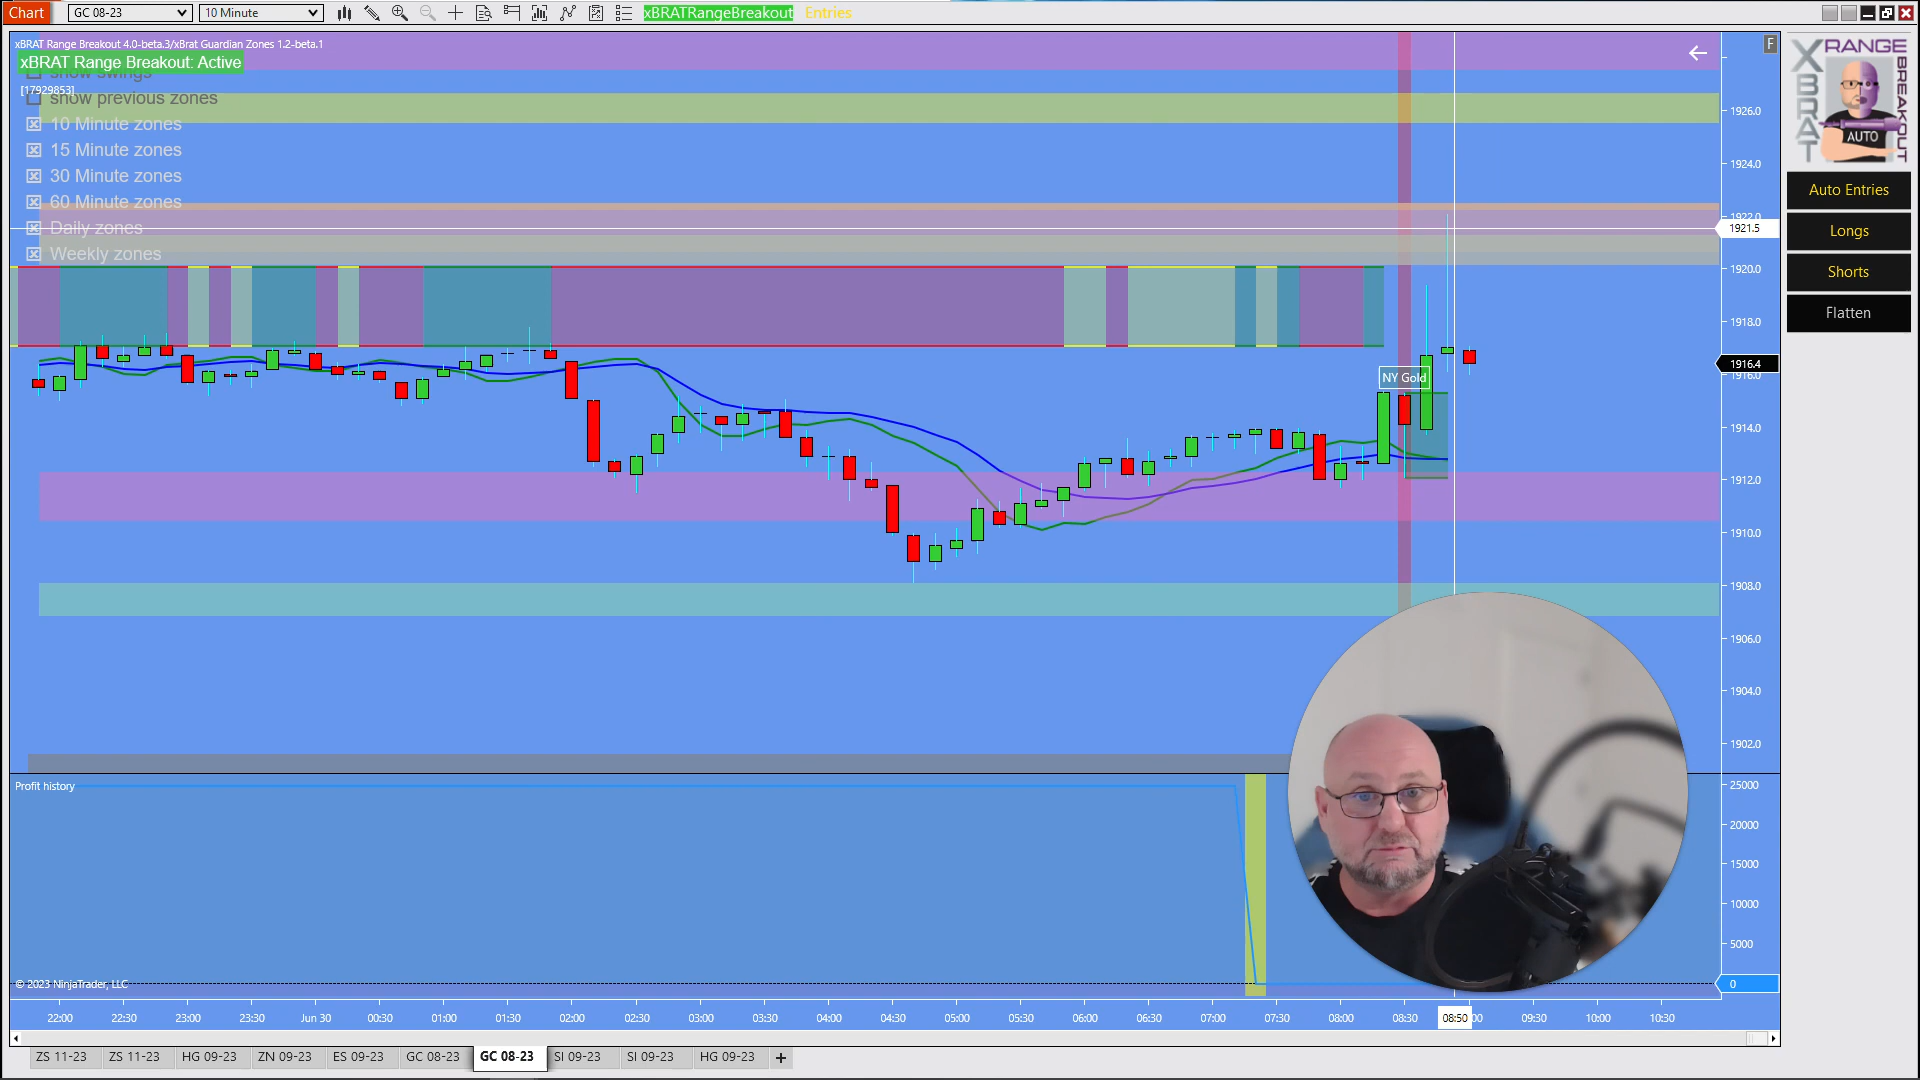 Chart
GC 08-23
10 Minute
xBRATRangeBreakout
Entries
xBRAT Range Breakout 4.0-beta.3/xBrat Guardian Zones 1.2-beta.1
xBRAT Range Breakout: Active
show swings
[17929853]
show previous zones
10 Minute zones
15 Minute zones
30 Minute zones
60 Minute zones
Daily zones
Weekly zones
NY Gold
F
1926.0
1924.0
1922.0
1921.5
1920.0
1918.0
1916.4
1916.0
1914.0
1912.0
1910.0
1908.0
1906.0
1904.0
1902.0
XBRAT
RANGE
BREAKOUT
AUTO
Auto Entries
Longs
Shorts
Flatten
Profit history
25000
20000
15000
10000
5000
0
© 2023 NinjaTrader, LLC
22:00 22:30 23:00 23:30 Jun 30 00:30 01:00 01:30 02:00 02:30 03:00 03:30 04:00 04:30 05:00 05:30 06:00 06:30 07:00 07:30 08:00 08:30 08:50 09:30 10:00 10:30
ZS 11-23 ZS 11-23 HG 09-23 ZN 09-23 ES 09-23 GC 08-23 GC 08-23 SI 09-23 SI 09-23 HG 09-23 +